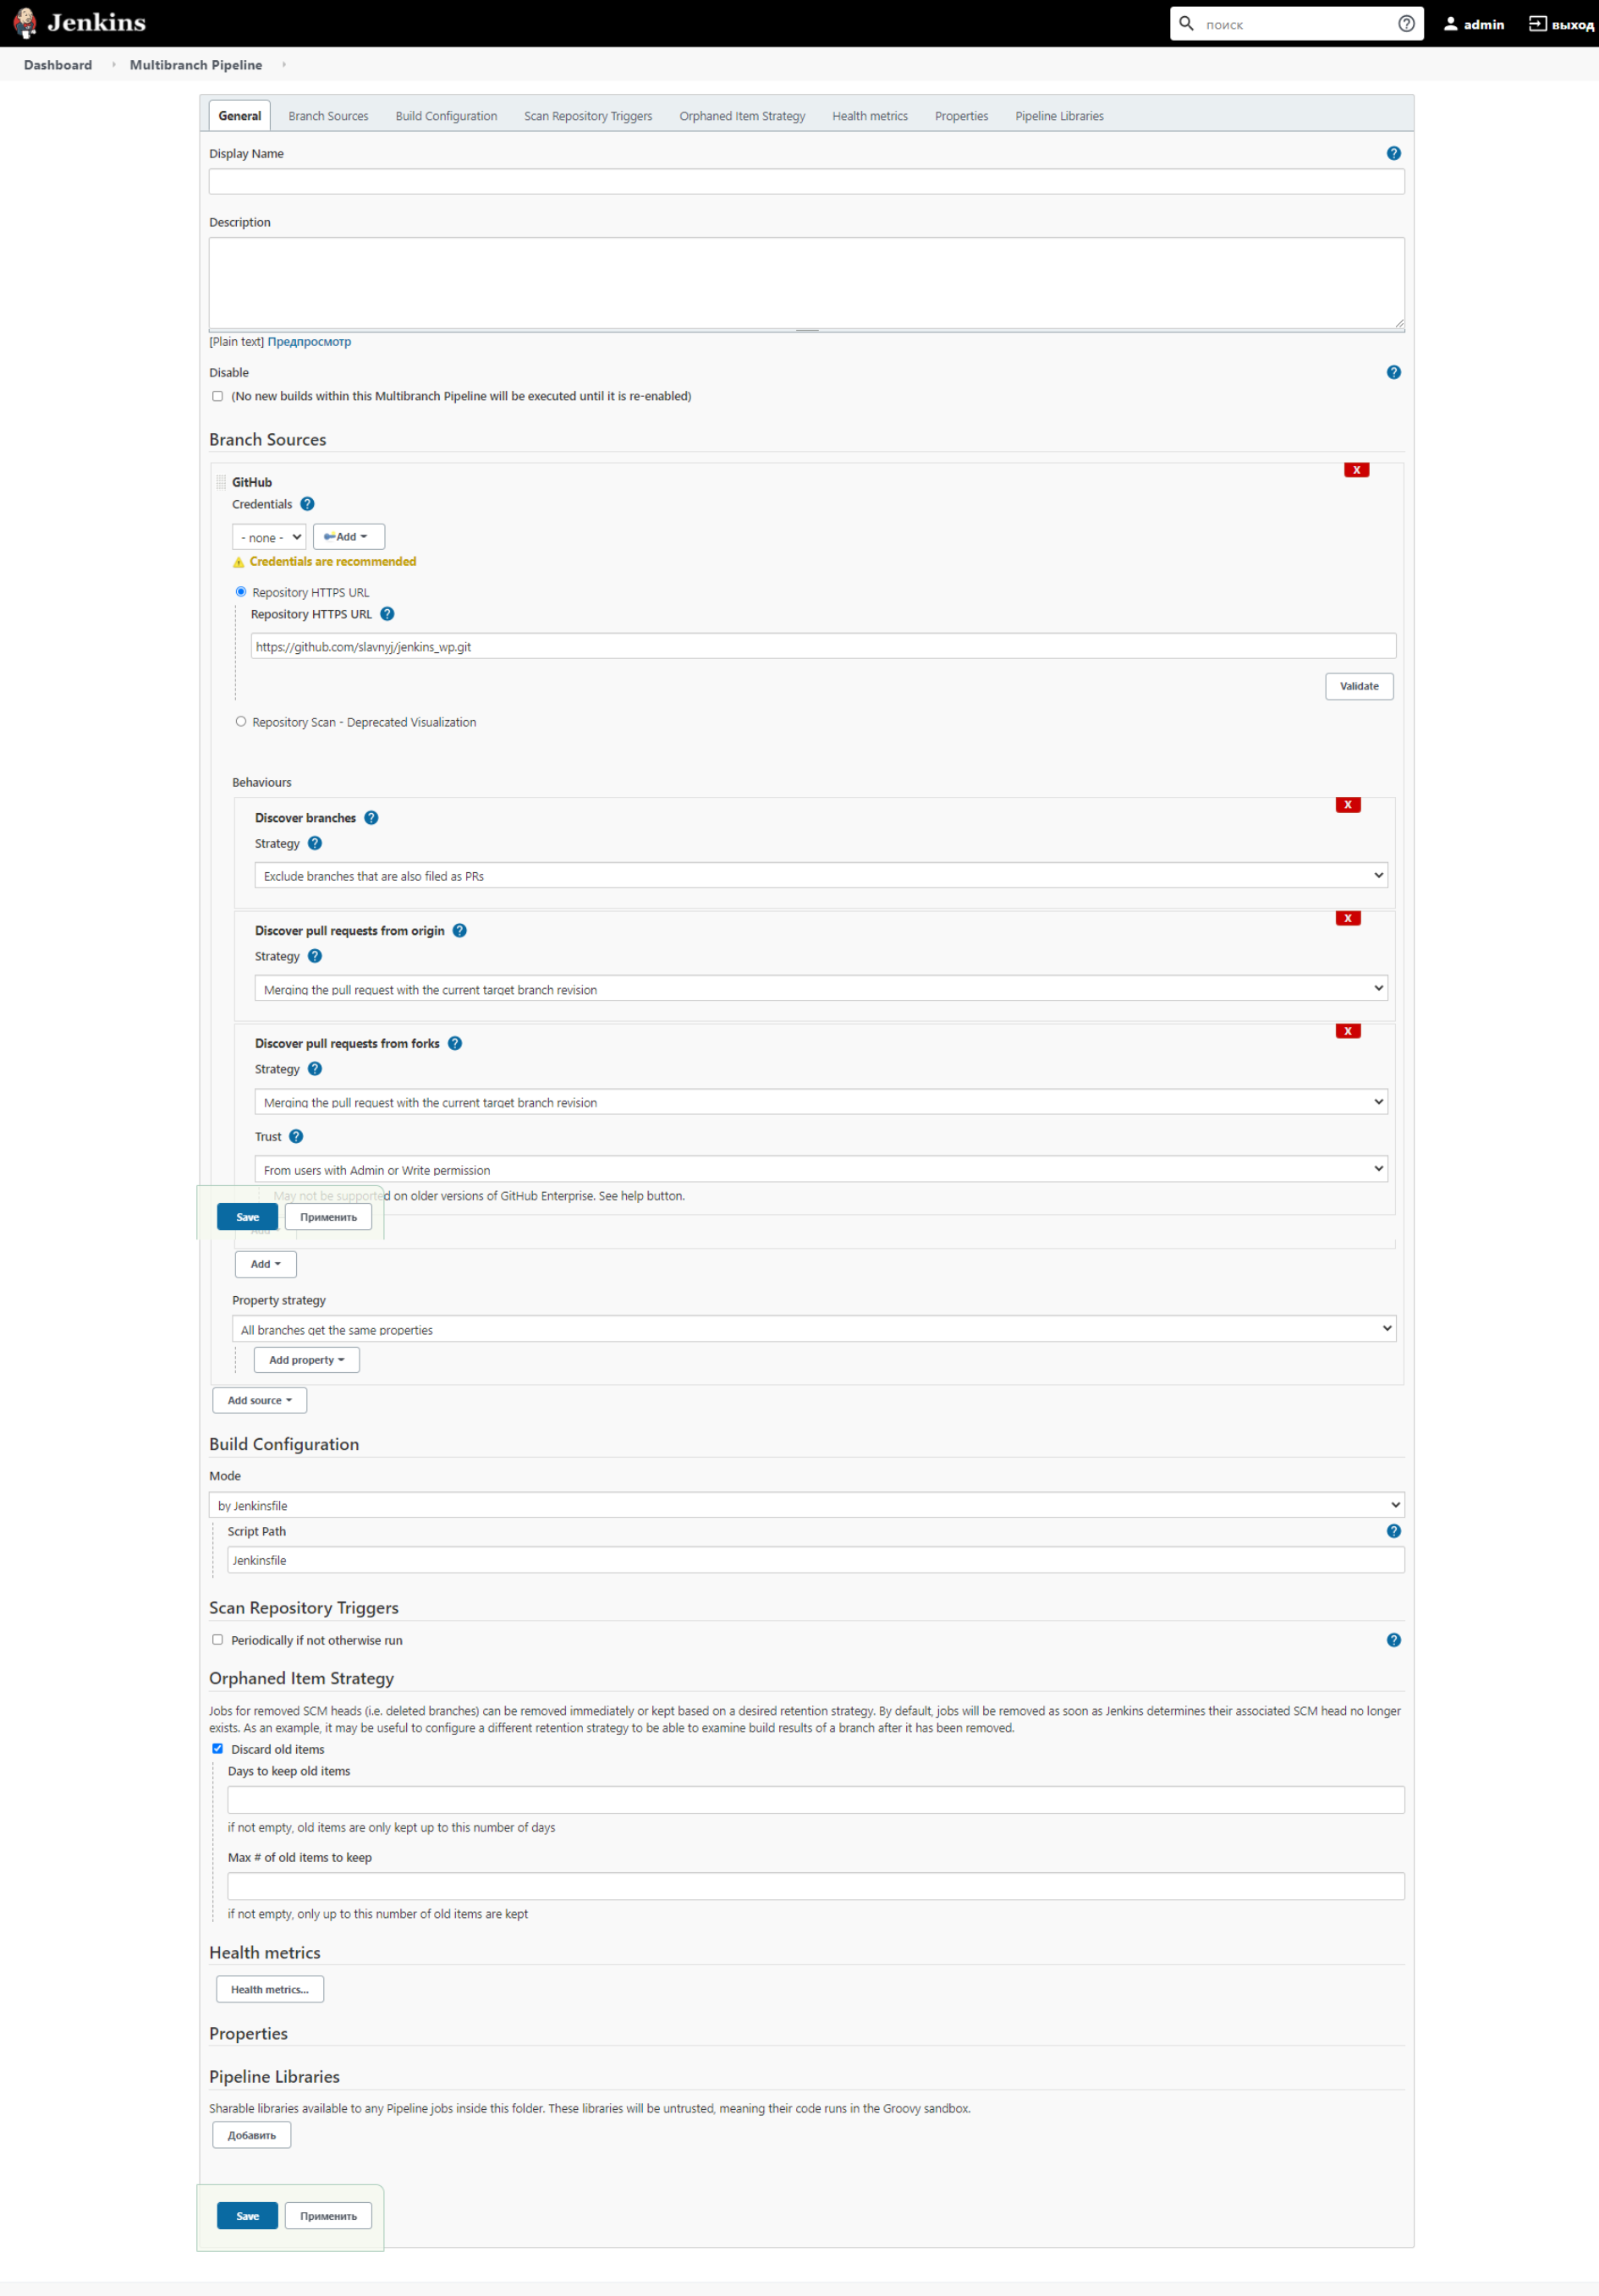 Jenkins
поиск
admin
выход
Dashboard
Multibranch Pipeline
General
Branch Sources
Build Configuration
Scan Repository Triggers
Orphaned Item Strategy
Health metrics
Properties
Pipeline Libraries
Display Name
Description
[Plain text] Предпросмотр
Disable
(No new builds within this Multibranch Pipeline will be executed until it is re-enabled)
Branch Sources
X
GitHub
Credentials
- none -
Add
Credentials are recommended
Repository HTTPS URL
Repository HTTPS URL
https://github.com/slavnyj/jenkins_wp.git
Validate
Repository Scan - Deprecated Visualization
Behaviours
X
Discover branches
Strategy
Exclude branches that are also filed as PRs
X
Discover pull requests from origin
Strategy
Merging the pull request with the current target branch revision
X
Discover pull requests from forks
Strategy
Merging the pull request with the current target branch revision
Trust
From users with Admin or Write permission
May not be supported on older versions of GitHub Enterprise. See help button.
Save
Применить
Add
Add
Property strategy
All branches get the same properties
Add property
Add source
Build Configuration
Mode
by Jenkinsfile
Script Path
Jenkinsfile
Scan Repository Triggers
Periodically if not otherwise run
Orphaned Item Strategy
Jobs for removed SCM heads (i.e. deleted branches) can be removed immediately or kept based on a desired retention strategy. By default, jobs will be removed as soon as Jenkins determines their associated SCM head no longer
exists. As an example, it may be useful to configure a different retention strategy to be able to examine build results of a branch after it has been removed.
Discard old items
Days to keep old items
if not empty, old items are only kept up to this number of days
Max # of old items to keep
if not empty, only up to this number of old items are kept
Health metrics
Health metrics...
Properties
Pipeline Libraries
Sharable libraries available to any Pipeline jobs inside this folder. These libraries will be untrusted, meaning their code runs in the Groovy sandbox.
Добавить
Save
Применить